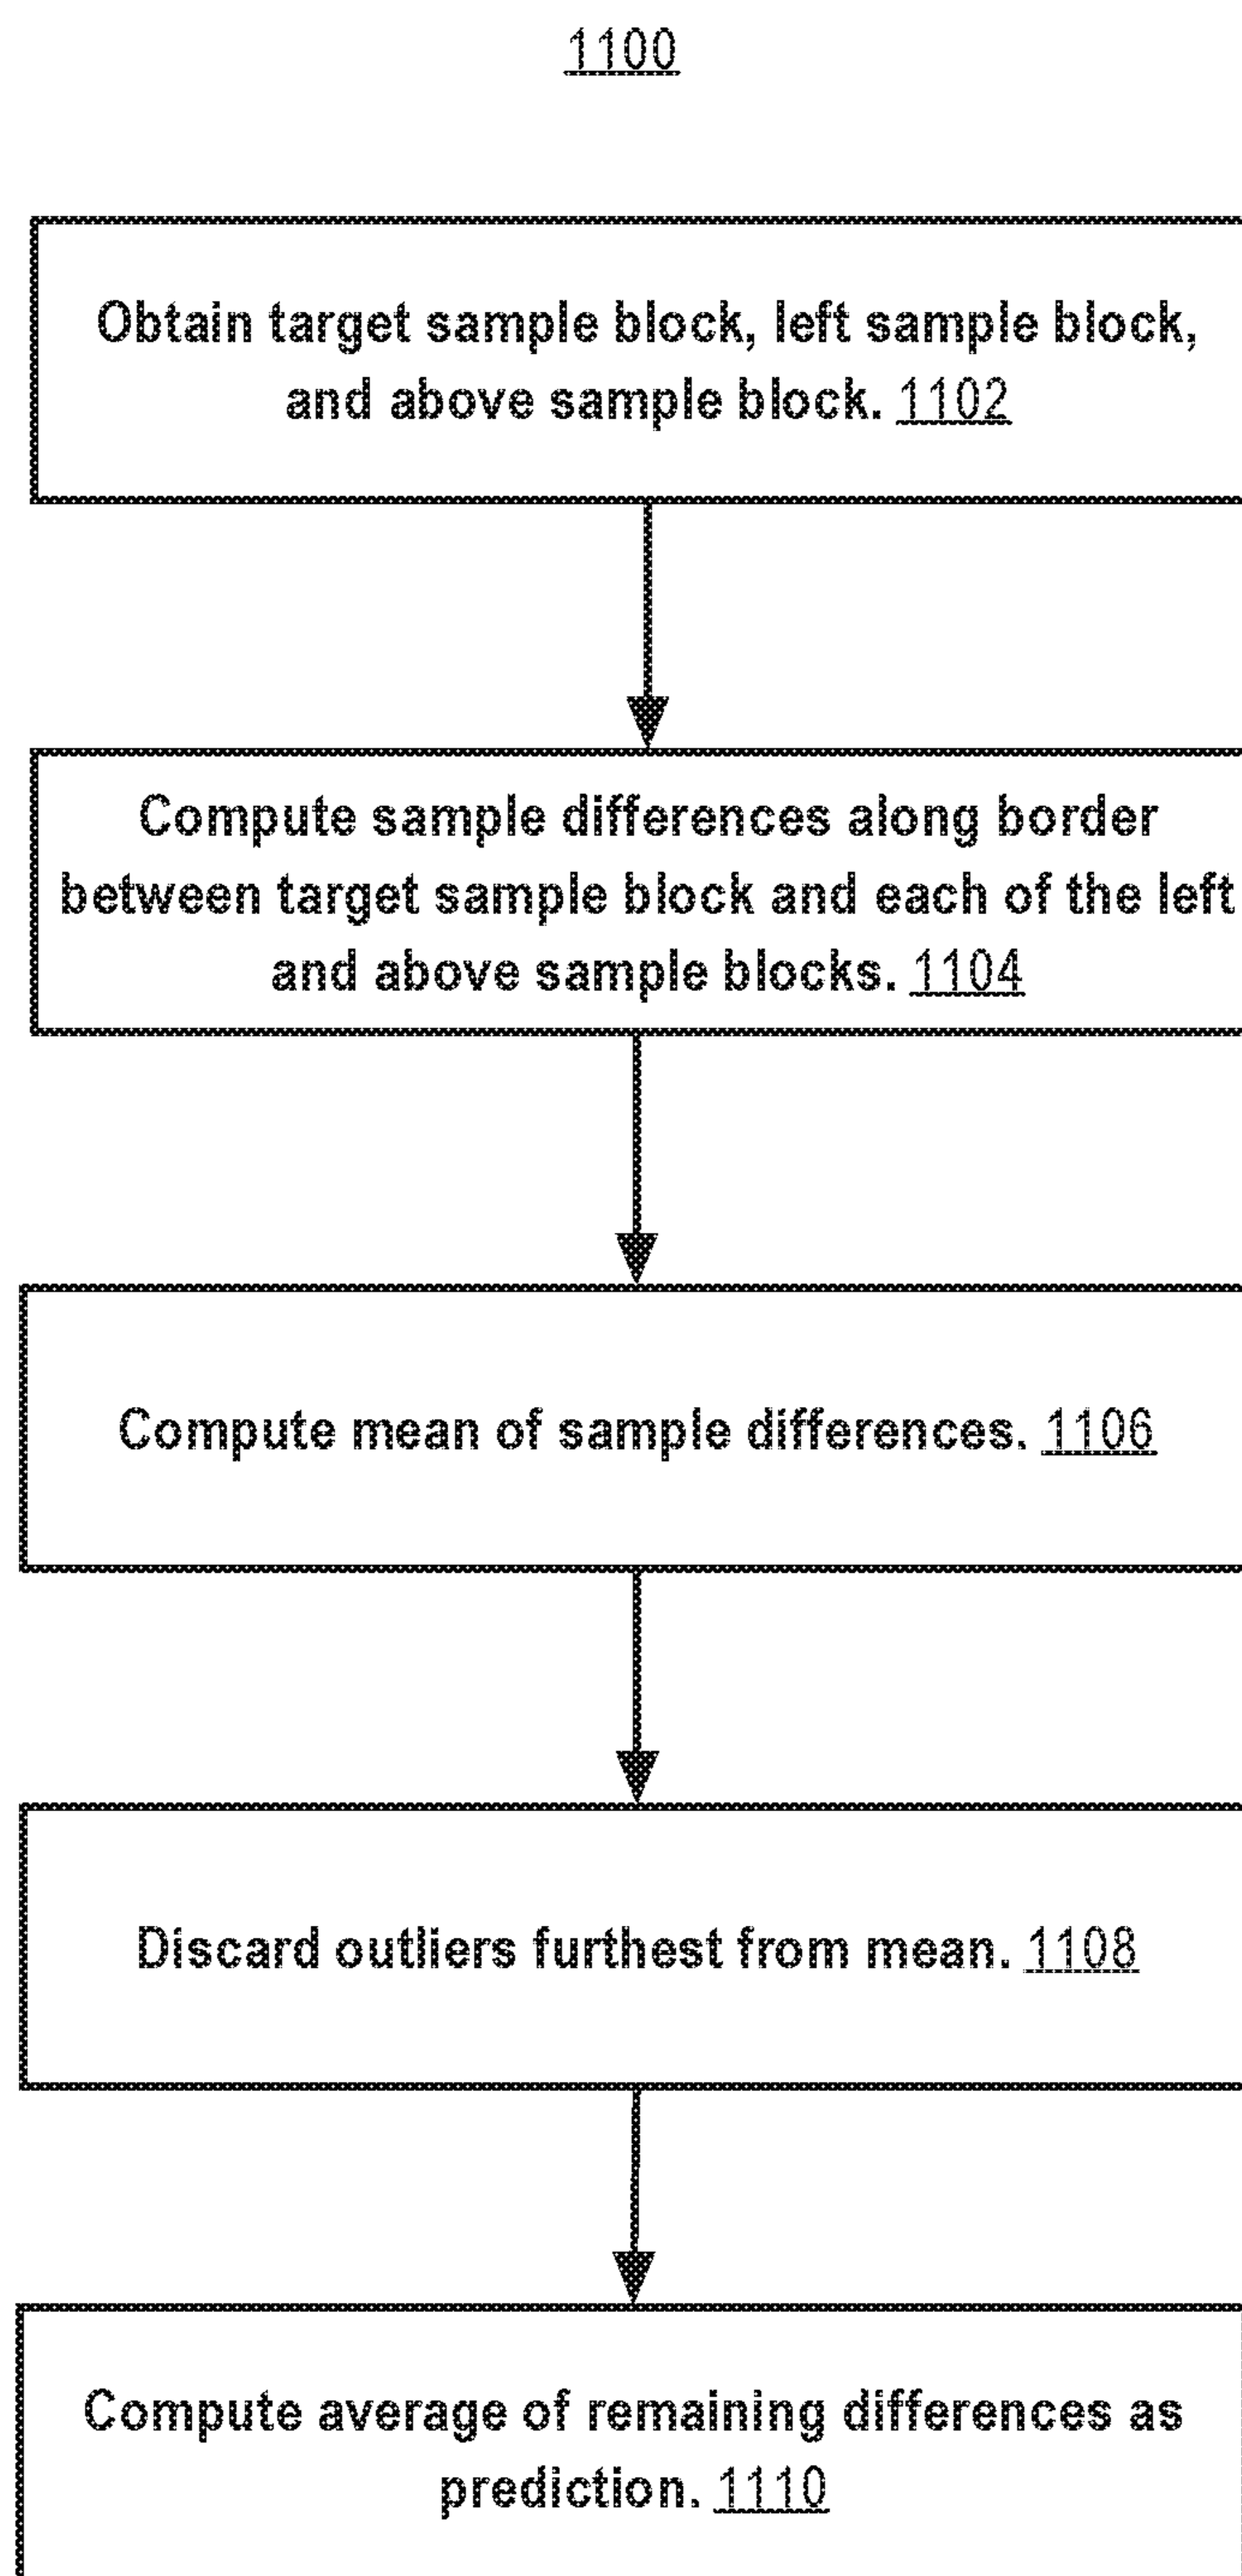 1100
Obtain target sample block, left sample block,
and above sample block. 1102
Compute sample differences along border
between target sample block and each of the left
and above sample blocks. 1104
Compute mean of sample differences. 1106
Discard outliers furthest from mean. 1108
Compute average of remaining differences as
prediction. 1110